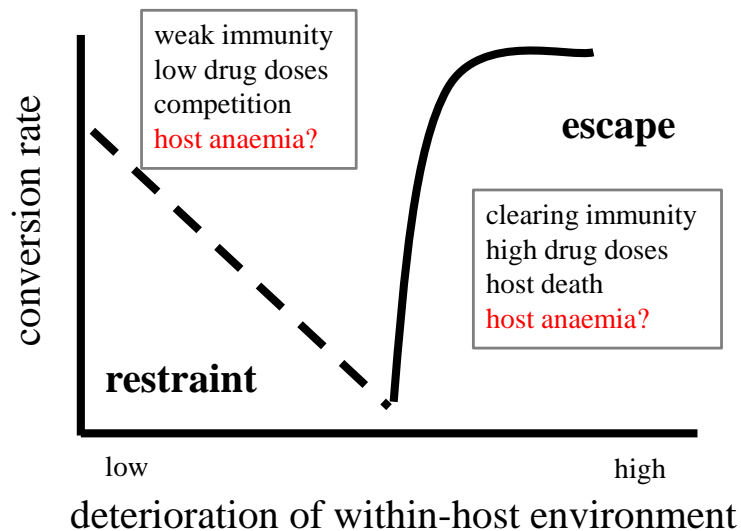 weak immunity
low drug doses
competition
host anaemia?
escape
conversion rate
clearing immunity
high drug doses
host death
host anaemia?
restraint
low
high
deterioration of within-host environment